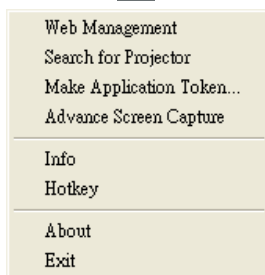 Web Management
Search for Projector
Make Application Token...
Advance Screen Capture
Info
Hotkey
About
Exit